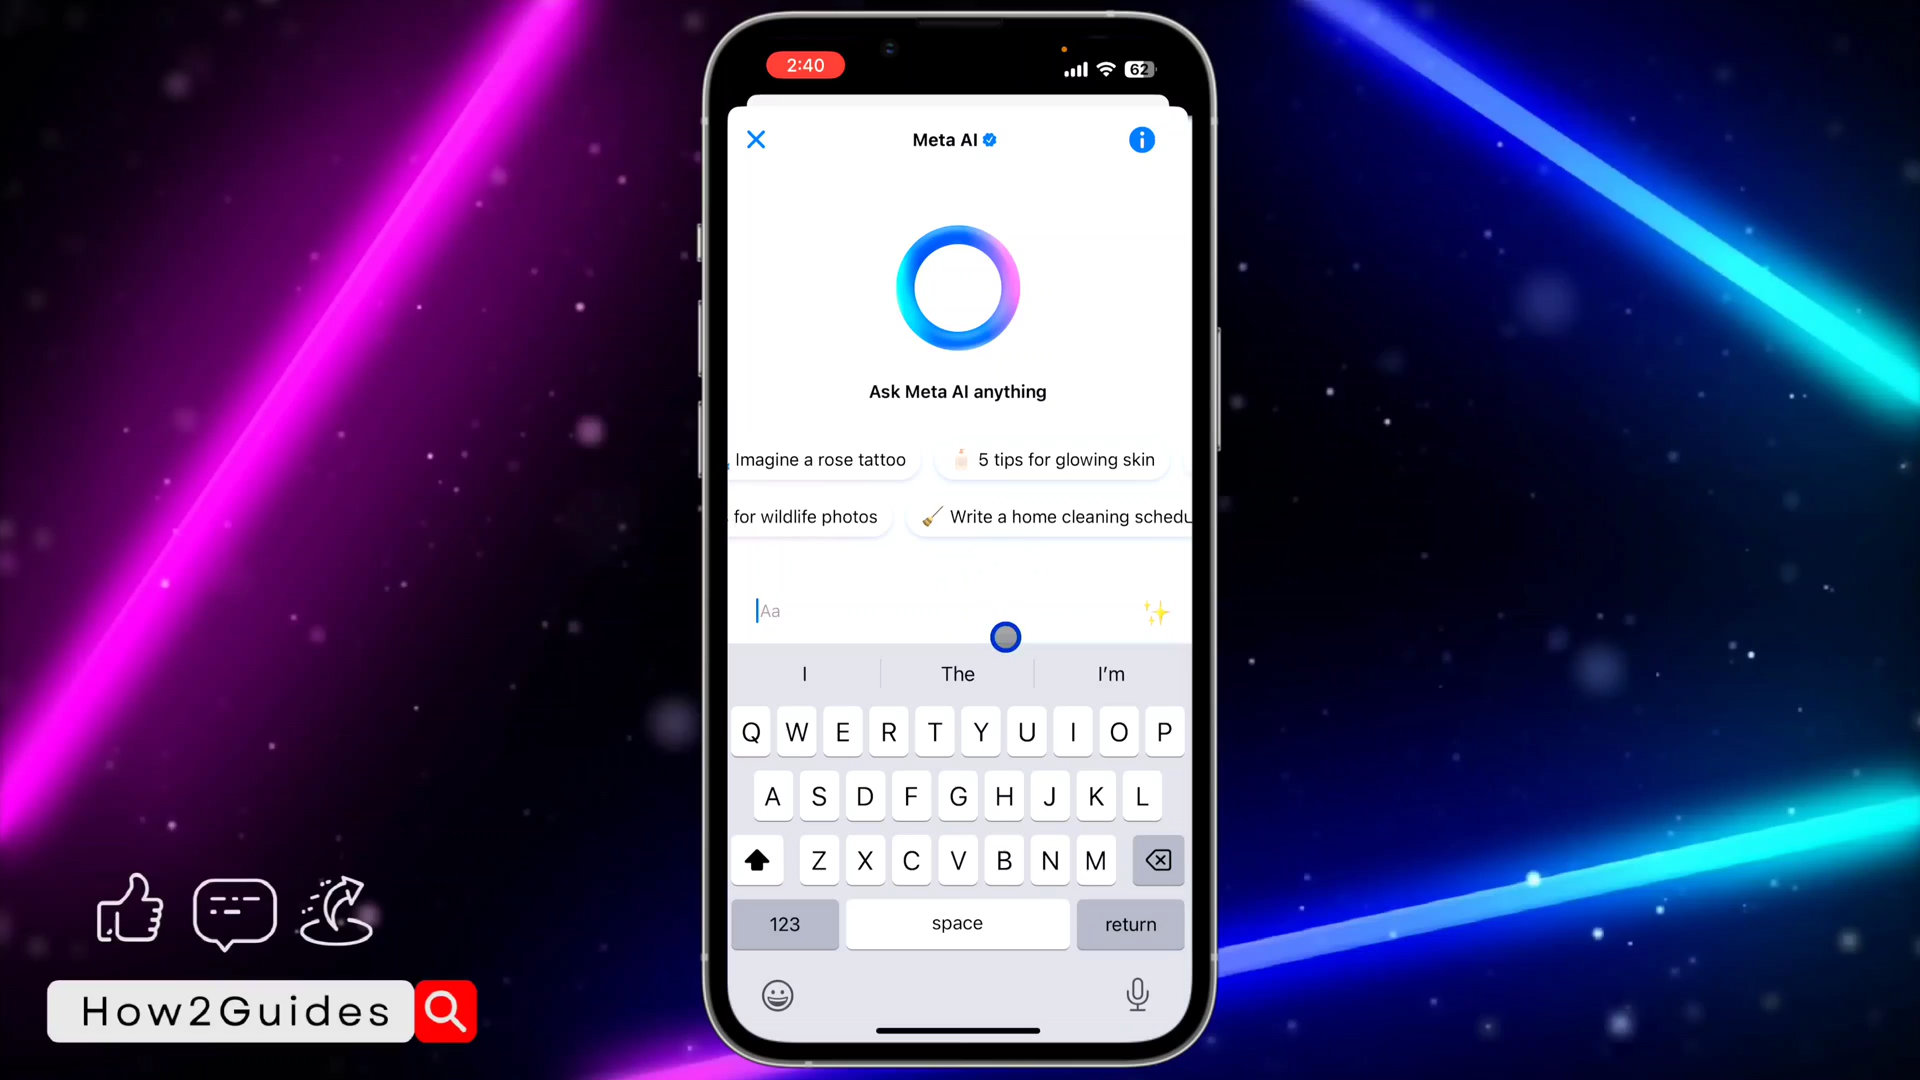 2:40
62
Meta AI
Ask Meta AI anything
Imagine a rose tattoo
5 tips for glowing skin
for wildlife photos
Write a home cleaning schedu
Aa
I The I'm
Q W E R T Y U I O P
A S D F G H J K L
Z X C V B N M
123 space return
How2Guides